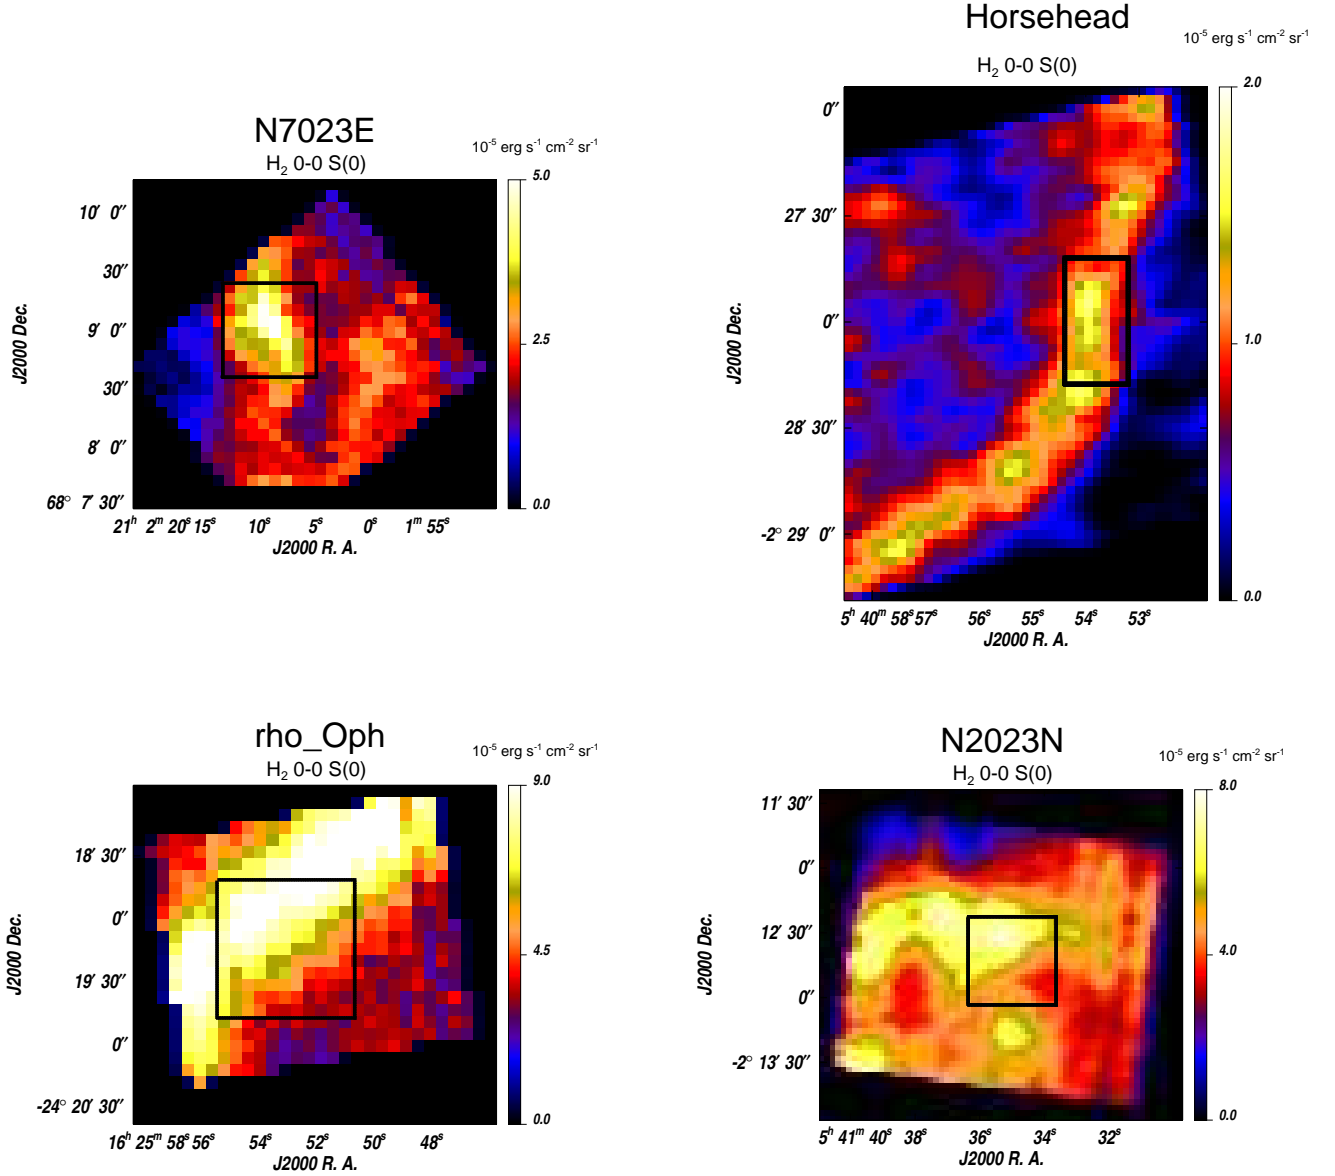 N7023E
H2 0-0 S(0)
10-5 erg s-1 cm-2 sr-1
5.0
2.5
0.0
10′ 0″
30″
9′ 0″
30″
8′ 0″
68° 7′ 30″
J2000 Dec.
21h 2m 20s 15s 10s 5s 0s 1m 55s
J2000 R. A.
Horsehead
H2 0-0 S(0)
10-5 erg s-1 cm-2 sr-1
2.0
1.0
0.0
0″
27′ 30″
0″
28′ 30″
-2° 29′ 0″
J2000 Dec.
5h 40m 58s 57s 56s 55s 54s 53s
J2000 R. A.
rho_Oph
H2 0-0 S(0)
10-5 erg s-1 cm-2 sr-1
9.0
4.5
0.0
18′ 30″
0″
19′ 30″
0″
-24° 20′ 30″
J2000 Dec.
16h 25m 58s 56s 54s 52s 50s 48s
J2000 R. A.
N2023N
H2 0-0 S(0)
10-5 erg s-1 cm-2 sr-1
8.0
4.0
0.0
11′ 30″
0″
12′ 30″
0″
-2° 13′ 30″
J2000 Dec.
5h 41m 40s 38s 36s 34s 32s
J2000 R. A.